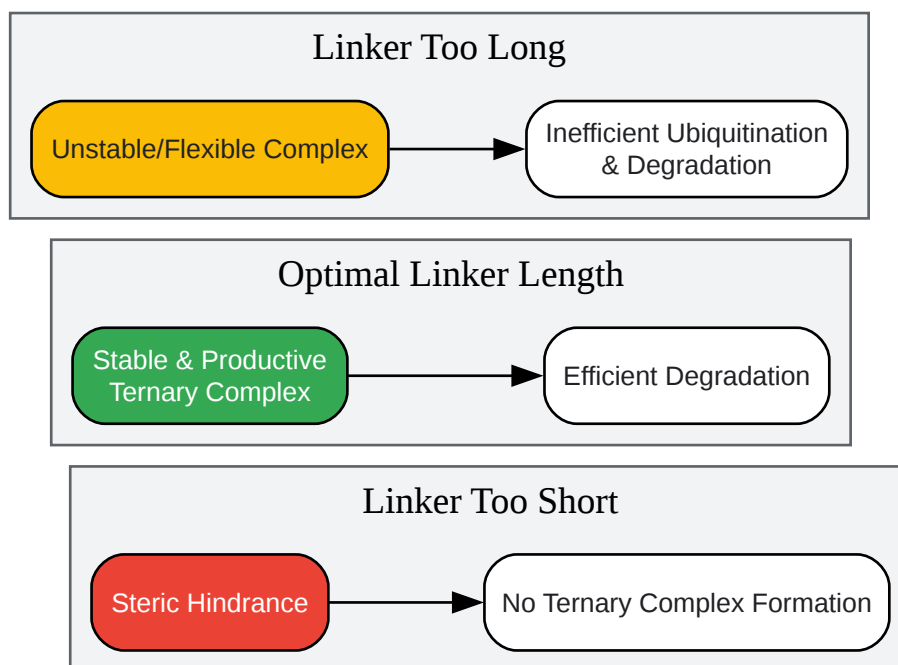 Linker Too Long
Unstable/Flexible Complex
Inefficient Ubiquitination
& Degradation
Optimal Linker Length
Stable & Productive
Ternary Complex
Efficient Degradation
Linker Too Short
Steric Hindrance
No Ternary Complex Formation